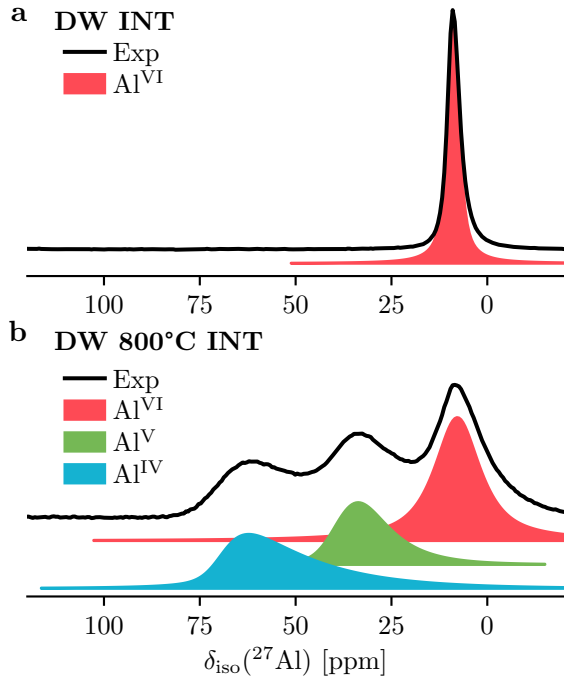 a DW INT
Exp
Al^VI
100 75 50 25 0
b DW 800°C INT
Exp
Al^VI
Al^V
Al^IV
100 75 50 25 0
δ_iso(²⁷Al) [ppm]